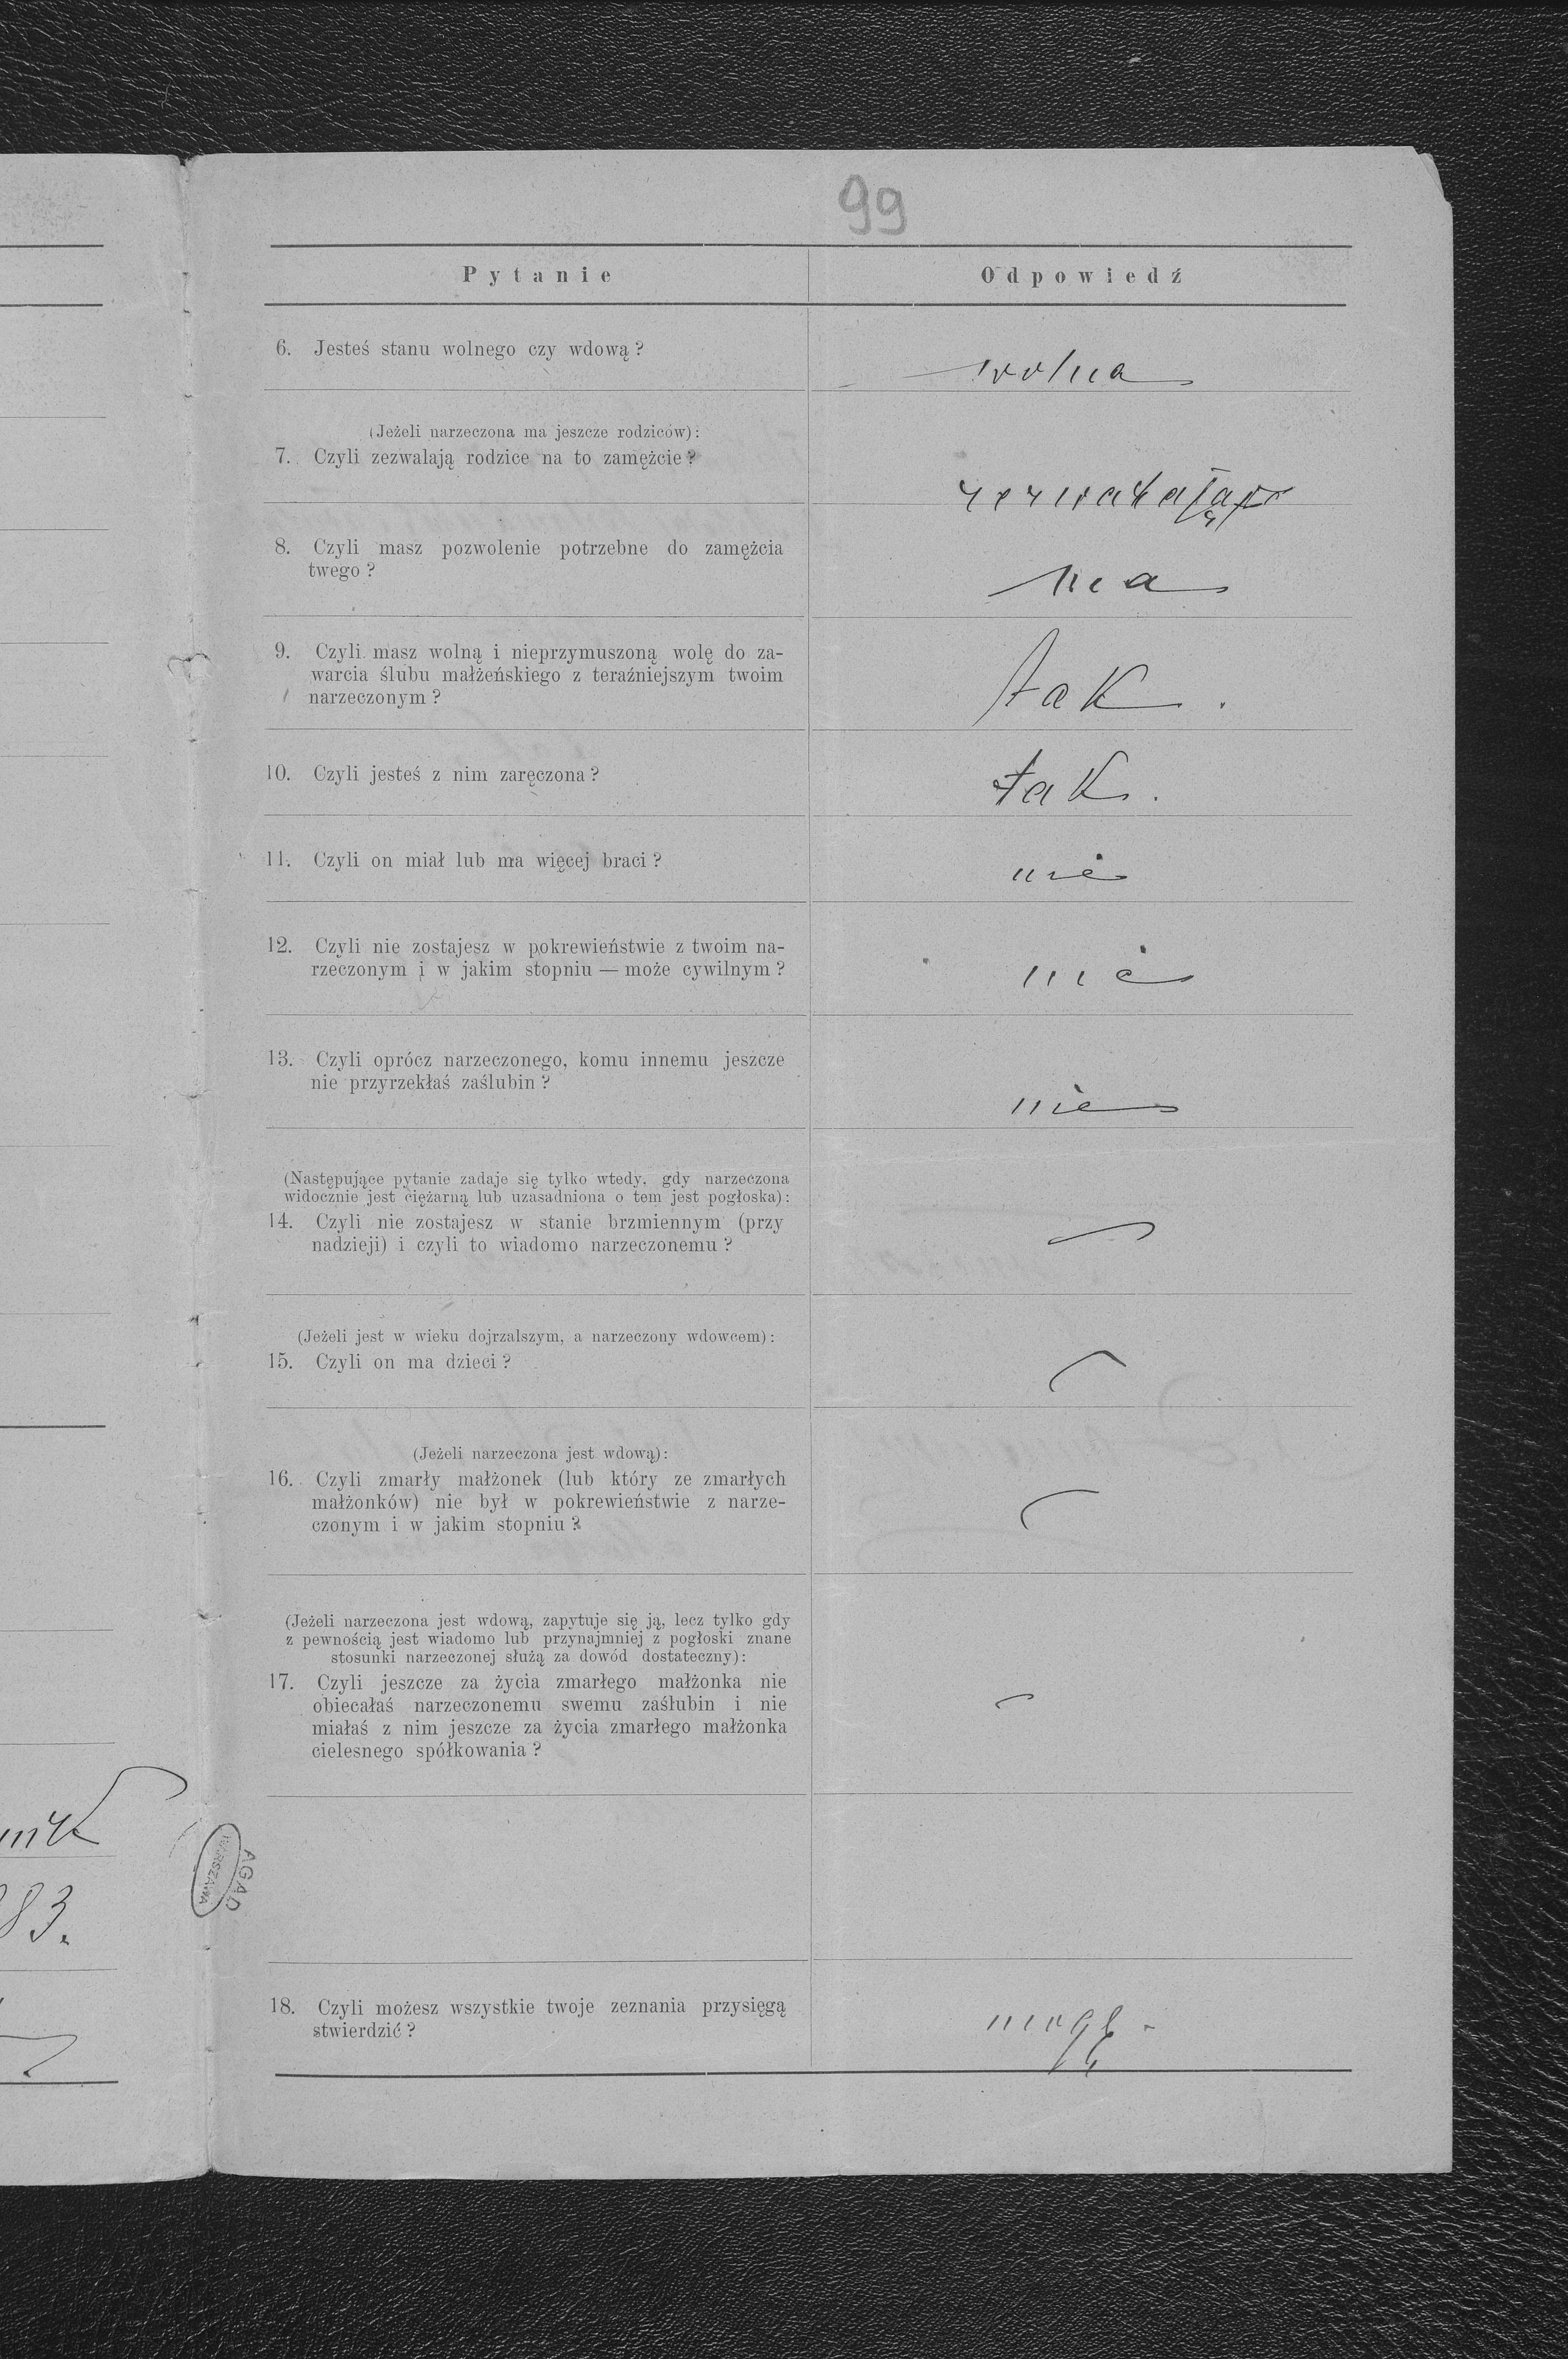 99
Pytanie
Odpowiedź
6. Jesteś stanu wolnego czy wdową?
wolna
(Jeżeli narzeczona ma jeszcze rodziców):
7. Czyli zezwalają rodzice na to zamężcie?
8. Czyli masz pozwolenie potrzebne do zamężcia
twego?
9. Czyli masz wolną i nieprzymuszoną wolę do za-
warcia ślubu małżeńskiego z teraźniejszym twoim
narzeczonym?
tak.
10. Czyli jesteś z nim zaręczona?
tak.
11. Czyli on miał lub ma więcej braci?
nie
12. Czyli nie zostajesz w pokrewieństwie z twoim na-
rzeczonym i w jakim stopniu — może cywilnym?
nie
13. Czyli oprócz narzeczonego, komu innemu jeszcze
nie przyrzekłaś zaślubin?
nie
(Następujące pytanie zadaje się tylko wtedy, gdy narzeczona
widocznie jest ciężarną lub uzasadniona o tem jest pogłoska):
14. Czyli nie zostajesz w stanie brzmiennym (przy
nadzieji) i czyli to wiadomo narzeczonemu?
(Jeżeli jest w wieku dojrzalszym, a narzeczony wdowcem):
15. Czyli on ma dzieci?
(Jeżeli narzeczona jest wdową):
16. Czyli zmarły małżonek (lub który ze zmarłych
małżonków) nie był w pokrewieństwie z narze-
czonym i w jakim stopniu?
(Jeżeli narzeczona jest wdową, zapytuje się ją, lecz tylko gdy
z pewnością jest wiadomo lub przynajmniej z pogłoski znane
stosunki narzeczonej służą za dowód dostateczny):
17. Czyli jeszcze za życia zmarłego małżonka nie
obiecałaś narzeczonemu swemu zaślubin i nie
miałaś z nim jeszcze za życia zmarłego małżonka
cielesnego spółkowania?
83.
AGAD
WARSZAWA
18. Czyli możesz wszystkie twoje zeznania przysięgą
stwierdzić?
mogę -